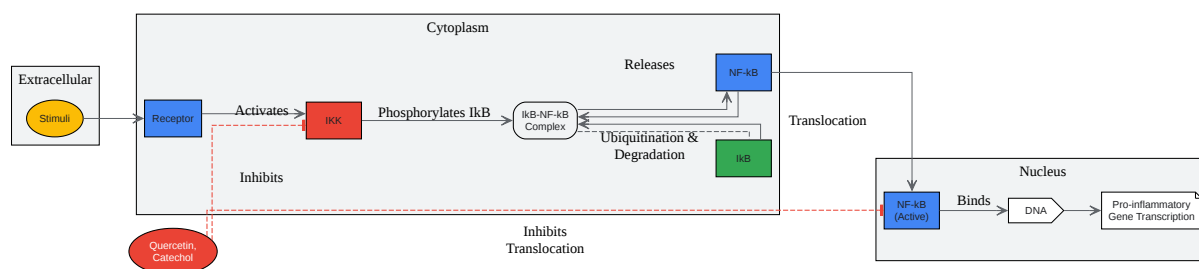 Cytoplasm
Extracellular
Stimuli
Receptor
Activates
IKK
Phosphorylates IkB
IkB-NF-kB
Complex
Releases
NF-kB
Ubiquitination &
Degradation
IkB
Translocation
Inhibits
Nucleus
NF-kB
(Active)
Binds
DNA
Pro-inflammatory
Gene Transcription
Quercetin,
Catechol
Inhibits
Translocation